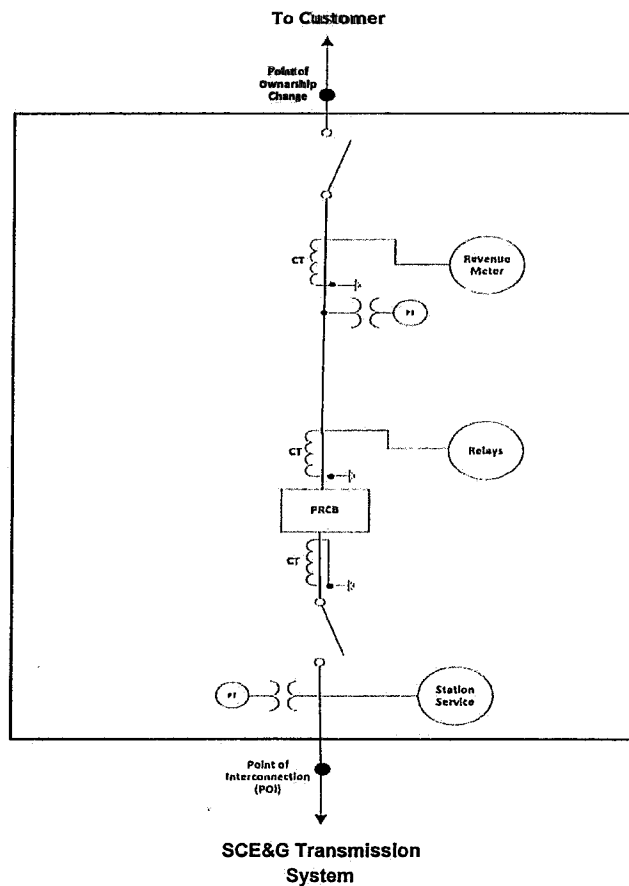 To Customer
Point of
Ownership
Change
CT
Revenue
Meter
PT
CT
Relays
PRCB
CT
PT
Station
Service
Point of
Interconnection
(POI)
SCE&G Transmission
System